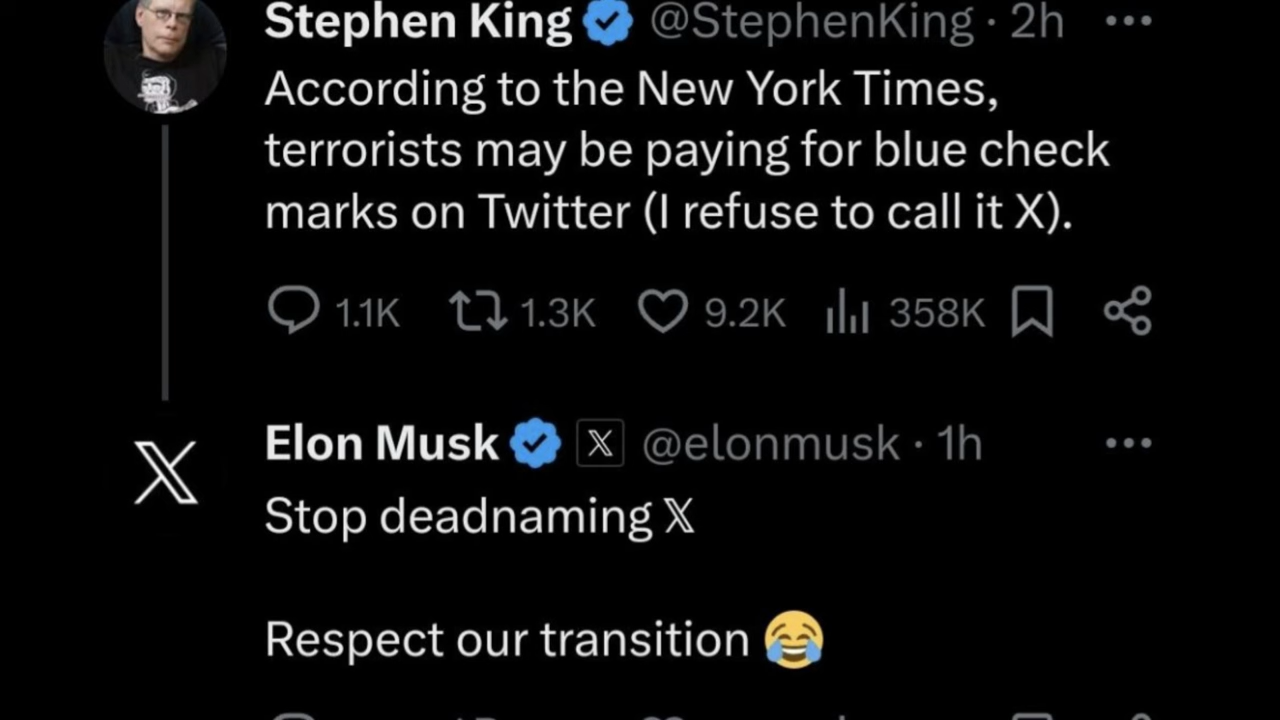 Stephen King @StephenKing · 2h
According to the New York Times,
terrorists may be paying for blue check
marks on Twitter (I refuse to call it X).
1.1K 1.3K 9.2K 358K
Elon Musk 𝕏 @elonmusk · 1h
Stop deadnaming 𝕏
Respect our transition 😂